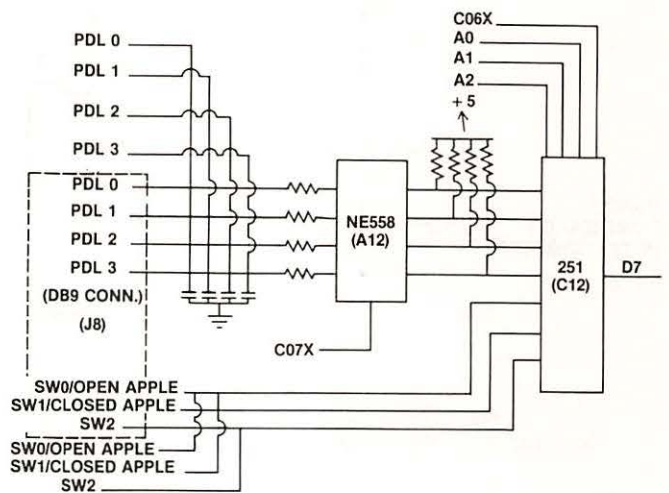 C06X
A0
A1
A2
+ 5
PDL 0
PDL 1
PDL 2
PDL 3
PDL 0
PDL 1
PDL 2
PDL 3
(DB9 CONN.)
(J8)
NE558
(A12)
251
(C12)
D7
C07X
SW0/OPEN APPLE
SW1/CLOSED APPLE
SW2
SW0/OPEN APPLE
SW1/CLOSED APPLE
SW2